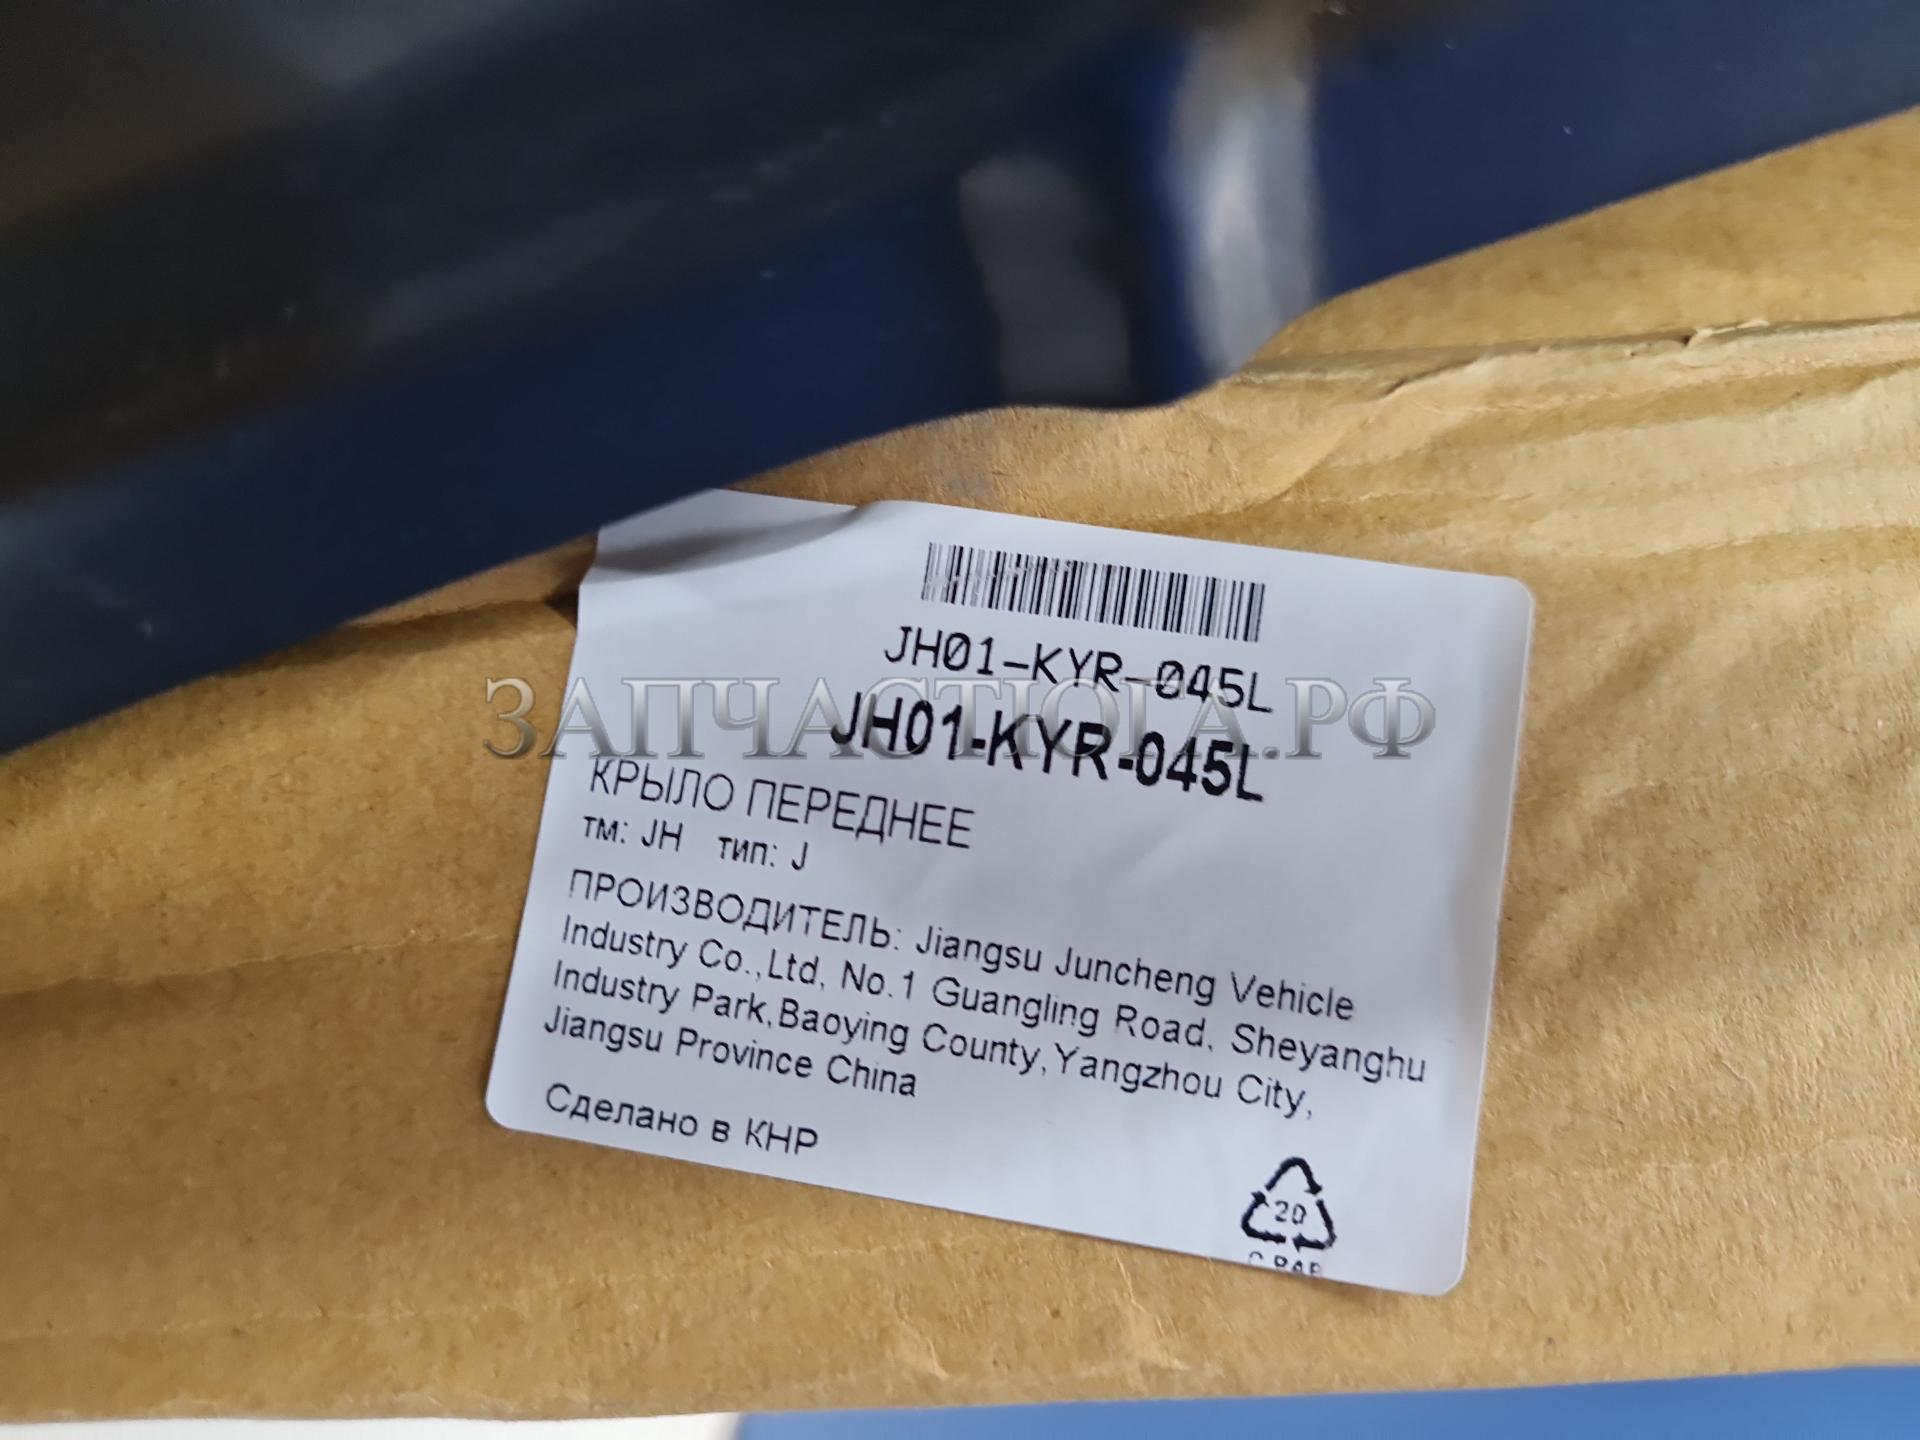 JH01-KYR-045L
ЗАПЧАСТЮГА.РФ
JH01-KYR-045L
КРЫЛО ПЕРЕДНЕЕ
тм: JH тип: J
ПРОИЗВОДИТЕЛЬ: Jiangsu Juncheng Vehicle
Industry Co.,Ltd, No.1 Guangling Road, Sheyanghu
Industry Park,Baoying County,Yangzhou City,
Jiangsu Province China
Сделано в КНР
20